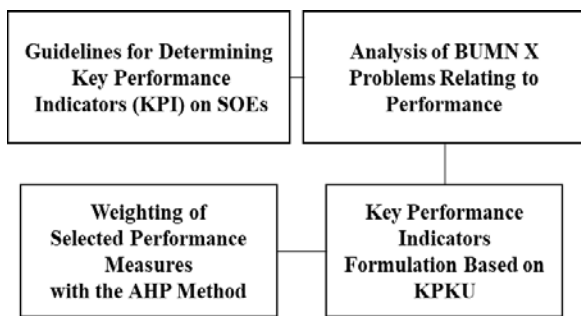 Guidelines for Determining
Key Performance
Indicators (KPI) on SOEs
Analysis of BUMN X
Problems Relating to
Performance
Weighting of
Selected Performance
Measures
with the AHP Method
Key Performance
Indicators
Formulation Based on
KPKU